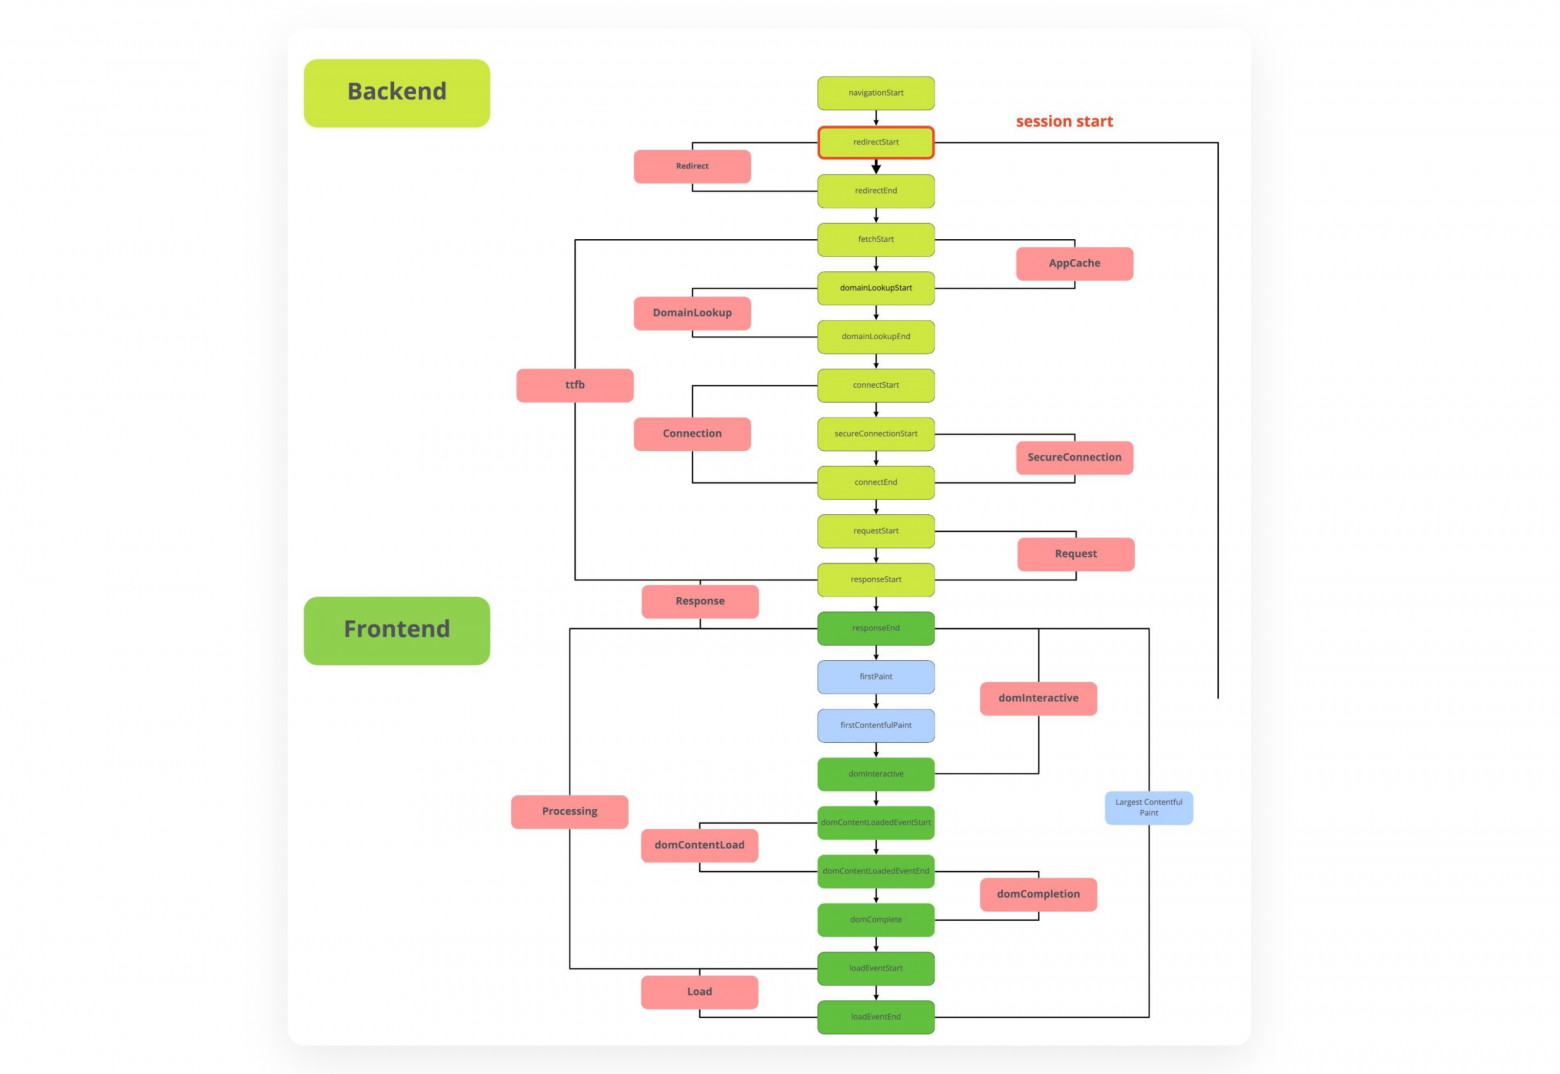 Backend
navigationStart
session start
redirectStart
Redirect
redirectEnd
fetchStart
AppCache
domainLookupStart
DomainLookup
domainLookupEnd
ttfb
connectStart
Connection
secureConnectionStart
SecureConnection
connectEnd
requestStart
Request
responseStart
Response
Frontend
responseEnd
firstPaint
domInteractive
firstContentfulPaint
domInteractive
Largest Contentful
Paint
Processing
domContentLoadedEventStart
domContentLoad
domContentLoadedEventEnd
domCompletion
domComplete
loadEventStart
Load
loadEventEnd